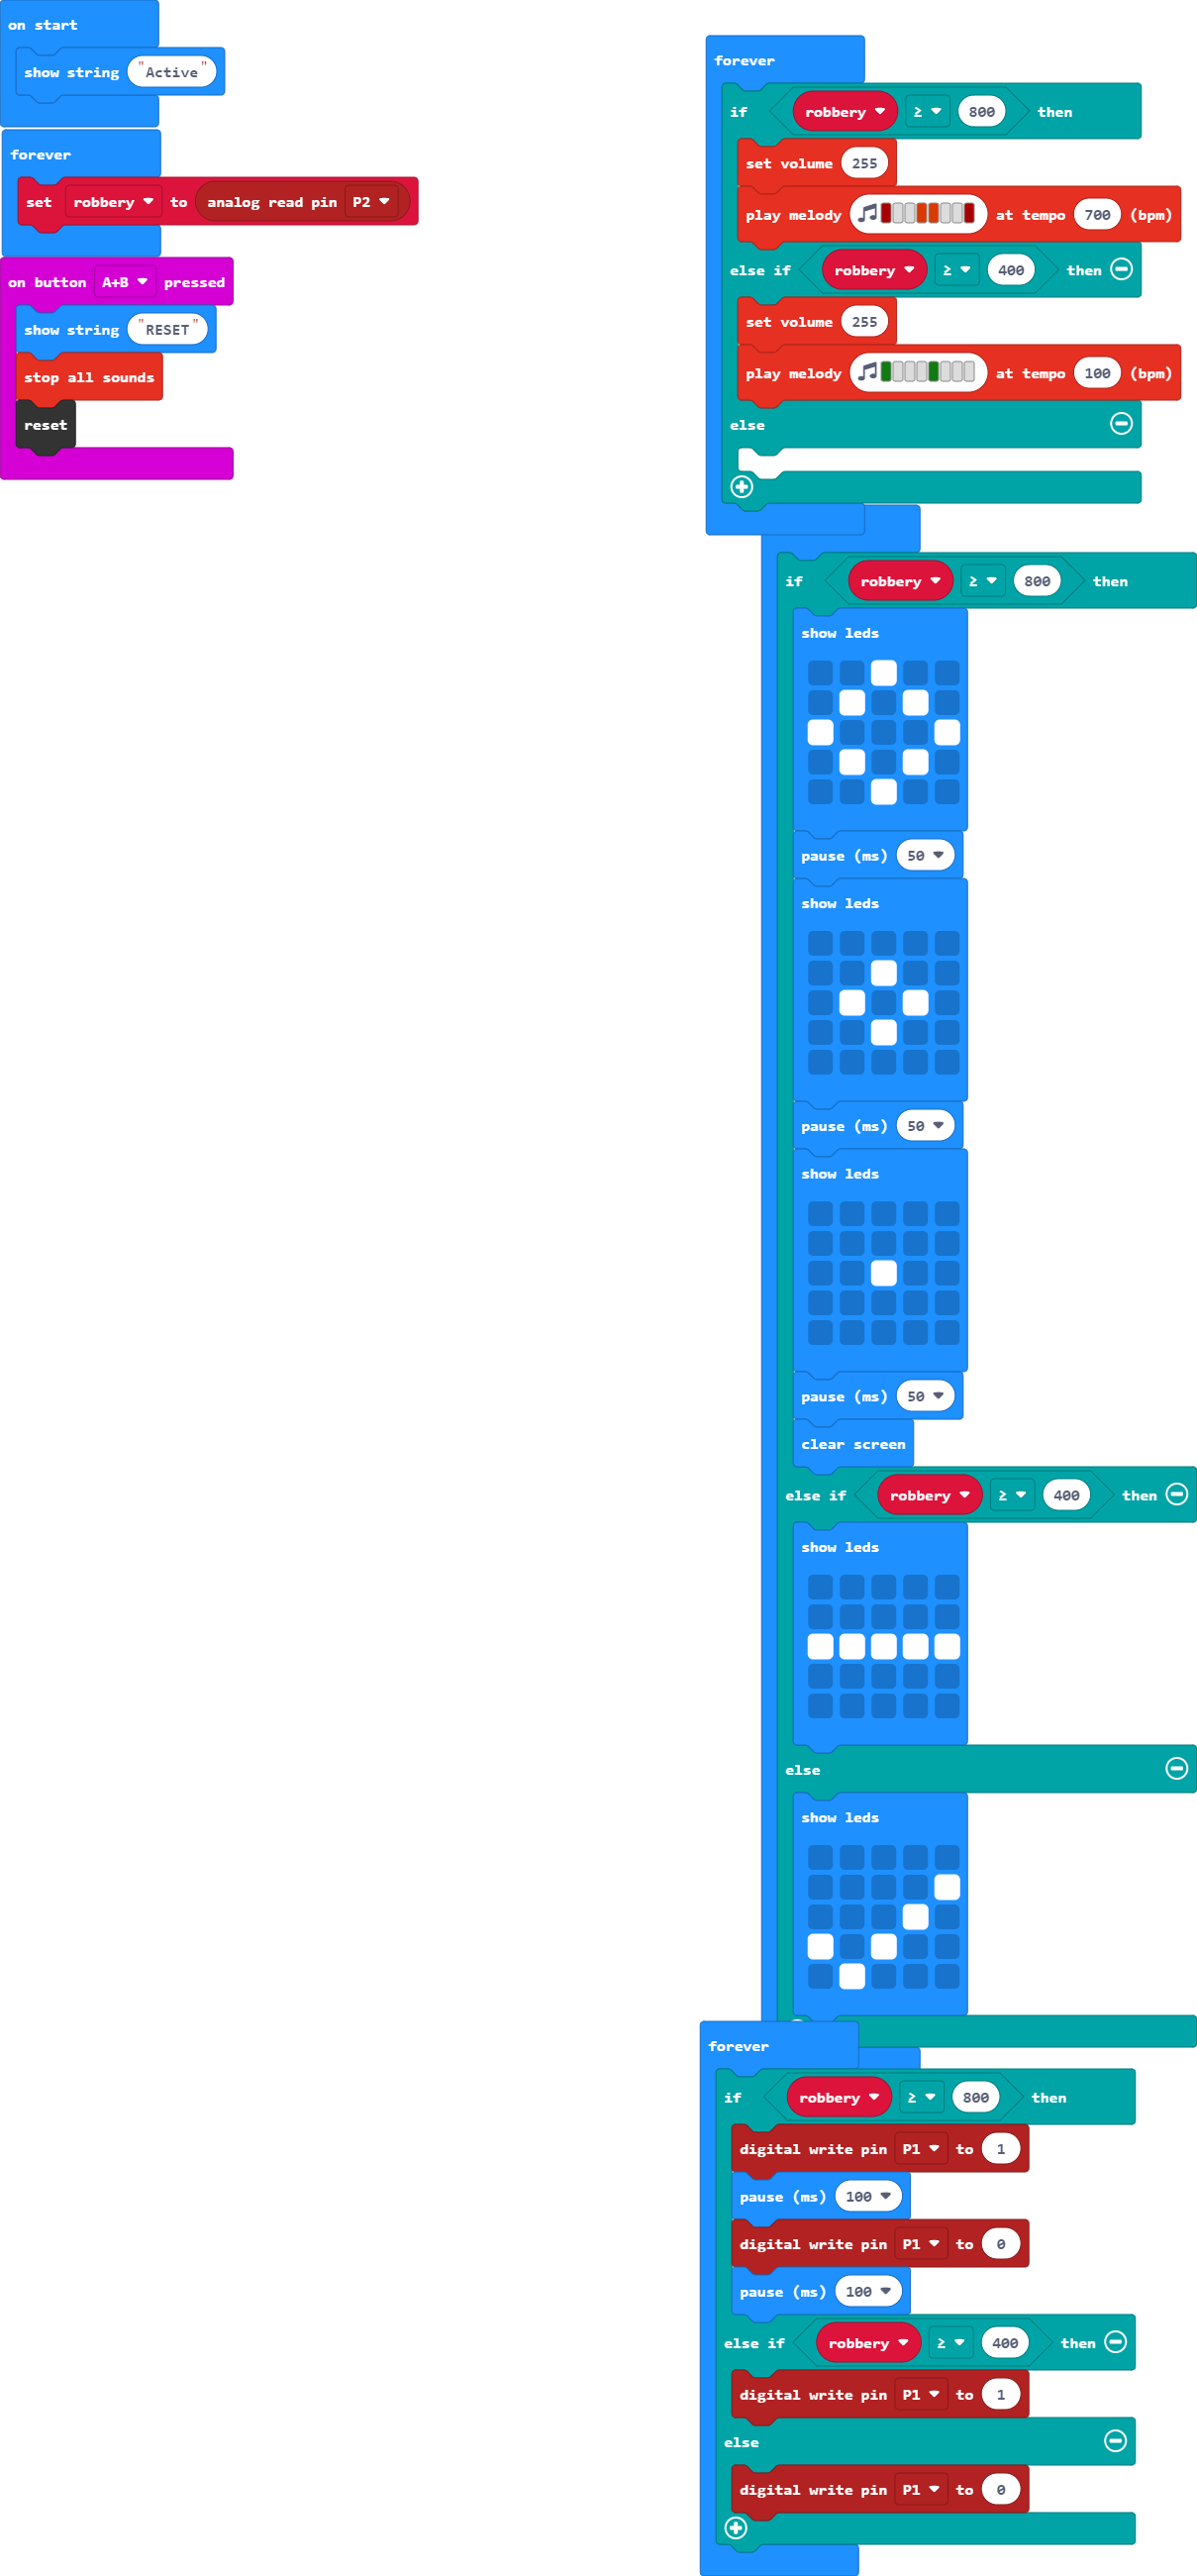 on start
show string "Active"
forever
set robbery to analog read pin P2
on button A+B pressed
show string "RESET"
stop all sounds
reset
forever
if robbery ≥ 800 then
set volume 255
play melody at tempo 700 (bpm)
else if robbery ≥ 400 then
set volume 255
play melody at tempo 100 (bpm)
else
if robbery ≥ 800 then
show leds
pause (ms) 50
show leds
pause (ms) 50
show leds
pause (ms) 50
clear screen
else if robbery ≥ 400 then
show leds
else
show leds
forever
if robbery ≥ 800 then
digital write pin P1 to 1
pause (ms) 100
digital write pin P1 to 0
pause (ms) 100
else if robbery ≥ 400 then
digital write pin P1 to 1
else
digital write pin P1 to 0